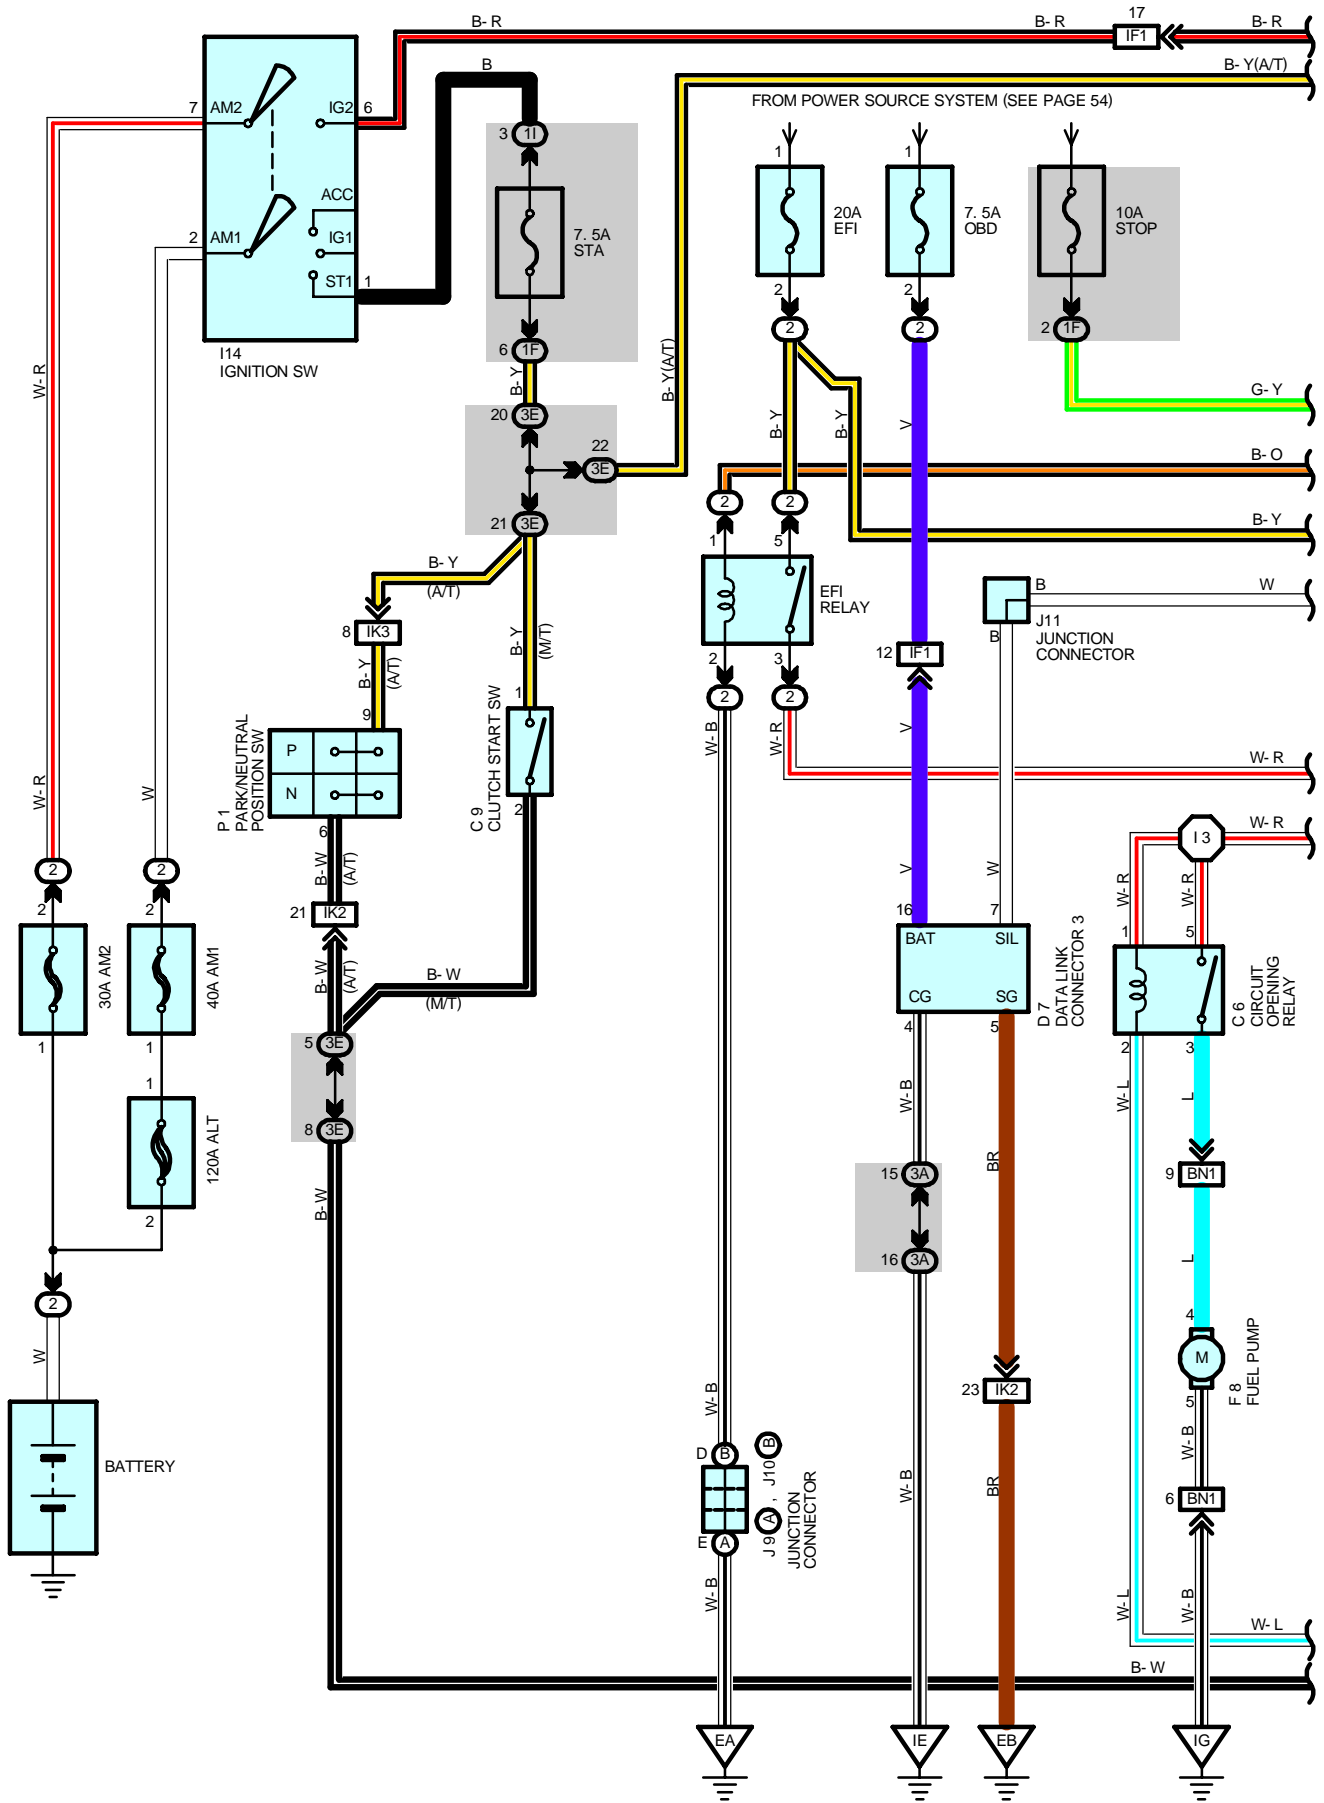 B-R
B-R
17
IF1
B-R
B
B-Y(A/T)
FROM POWER SOURCE SYSTEM (SEE PAGE 54)
7
AM2
IG2
6
3
1I
1
1
ACC
20A
EFI
7.5A
OBD
10A
STOP
2
AM1
IG1
7.5A
STA
ST1
1
2
2
2
2
2
1F
I14
IGNITION SW
6
1F
W-R
B-Y
B-Y(A/T)
G-Y
20
3E
22
3E
B-Y
B-Y
V
B-O
2
2
21
3E
B-Y
1
5
B-Y
(A/T)
EFI
RELAY
B
W
J11
JUNCTION
CONNECTOR
B
8
IK3
B-Y
(M/T)
12
IF1
2
3
B-Y
(A/T)
2
2
1
9
P 1
PARK/NEUTRAL
POSITION SW
P
N
C 9
CLUTCH START SW
W-B
W-R
V
W-R
W-R
W
2
6
I 3
W-R
2
2
B-W
(A/T)
V
W
W-R
W-R
2
2
21
IK2
16
7
1
5
30A AM2
40A AM1
BAT
SIL
CG
SG
D 7
DATA LINK
CONNECTOR 3
C 6
CIRCUIT
OPENING
RELAY
B-W
(A/T)
B-W
(M/T)
1
1
5
3E
4
5
2
3
1
120A ALT
W-B
W-L
L
8
3E
15
3A
BR
9
BN1
2
B-W
16
3A
L
2
4
W
M
F 8
FUEL PUMP
23
IK2
5
W-B
W-B
BATTERY
D
B
J 9
A
,
J10
B
JUNCTION
CONNECTOR
W-B
BR
6
BN1
E
A
W-B
W-L
W-B
W-L
B-W
EA
IE
EB
IG